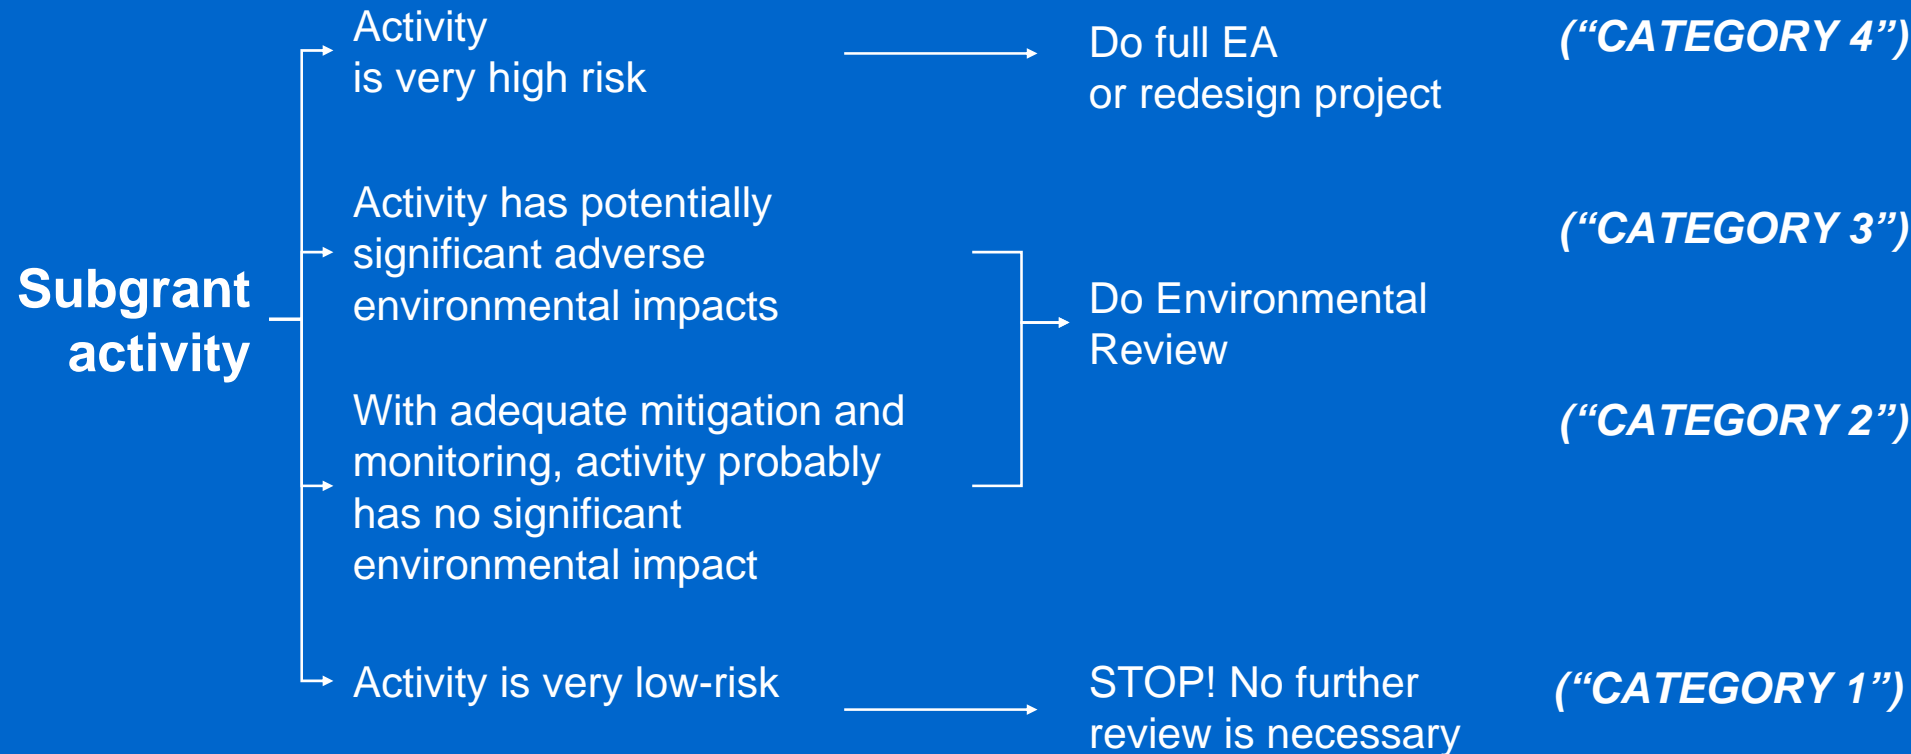 Subgrant
activity
Activity
is very high risk
Do full EA
or redesign project
(“CATEGORY 4”)
Activity has potentially
significant adverse
environmental impacts
(“CATEGORY 3”)
Do Environmental
Review
With adequate mitigation and
monitoring, activity probably
has no significant
environmental impact
(“CATEGORY 2”)
Activity is very low-risk
STOP! No further
review is necessary
(“CATEGORY 1”)